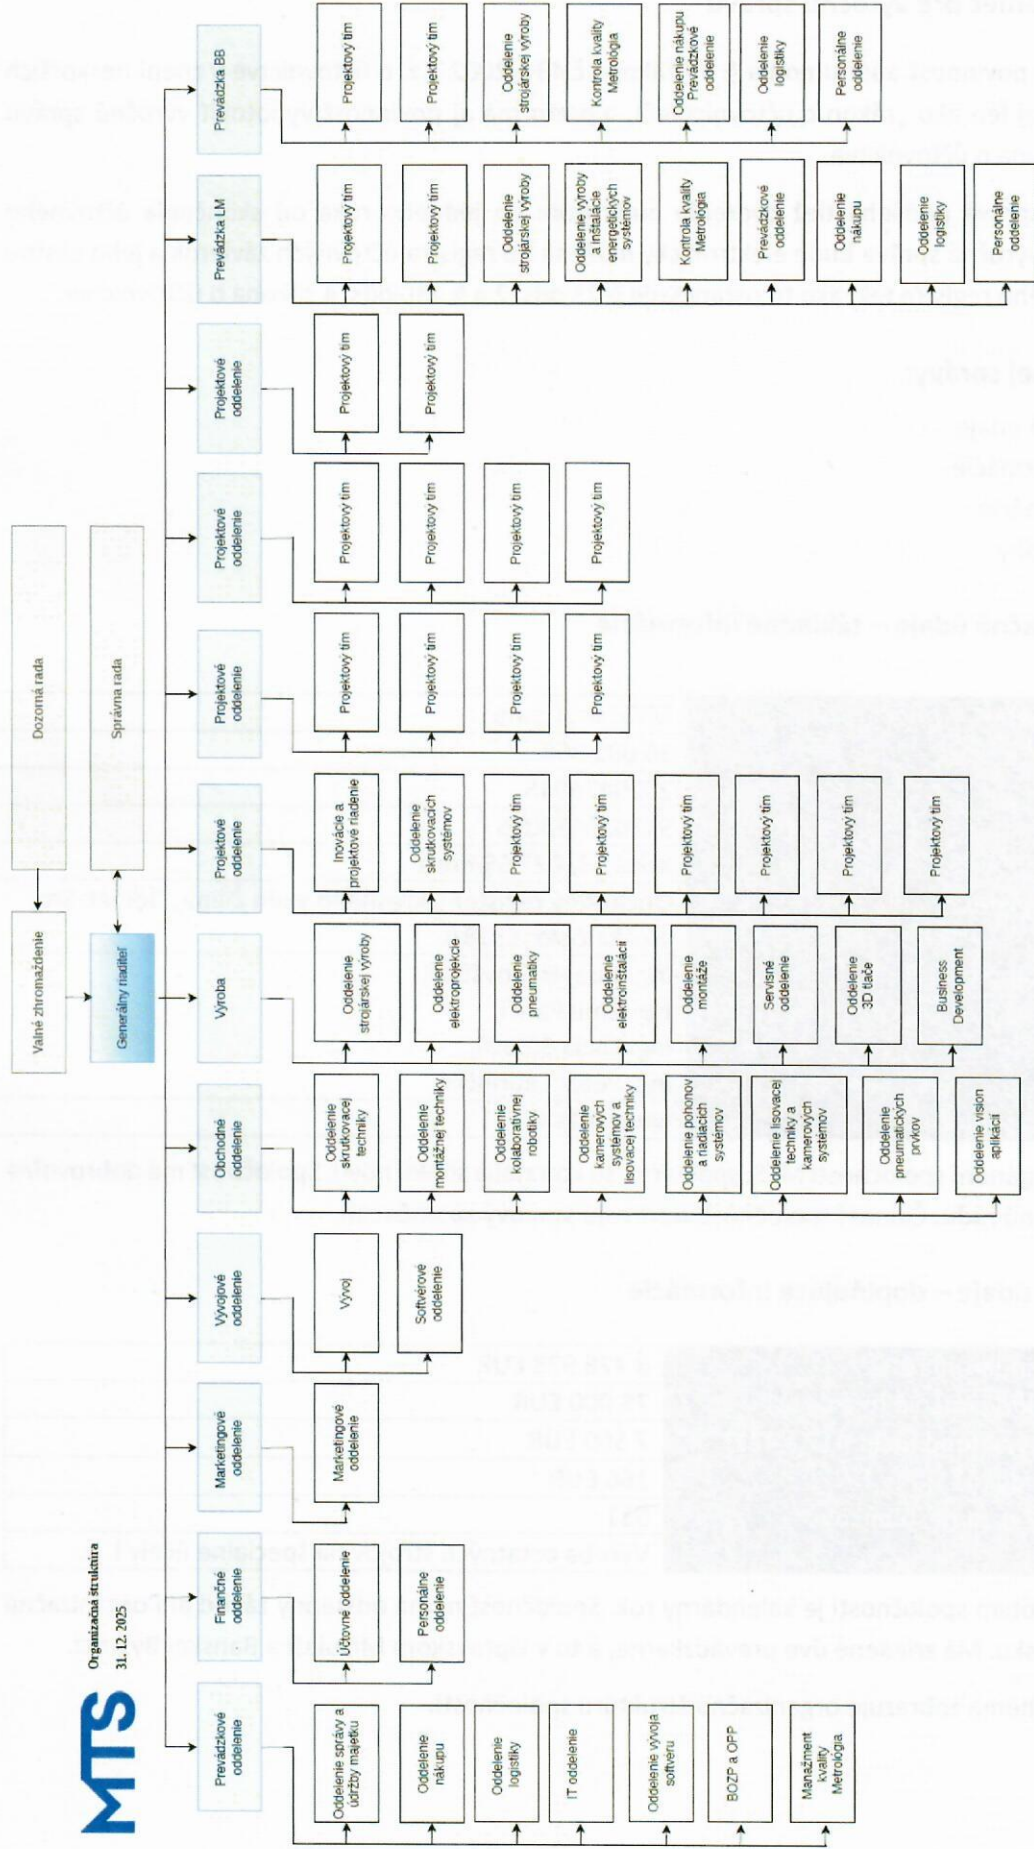 MTS
Organizačná štruktúra
31. 12. 2025
Valné zhromaždenie
Dozorná rada
Generálny riaditeľ
Správna rada
Prevádzkové
oddelenie
Oddelenie správy a
údržby majetku
Oddelenie
nákupu
Oddelenie
logistiky
IT oddelenie
Oddelenie vývoja
softvéru
BOZP a OPP
Manažment
kvality
Metrológia
Finančné
oddelenie
Účtovné oddelenie
Personálne
oddelenie
Marketingové
oddelenie
Marketingové
oddelenie
Vývojové
oddelenie
Vývoj
Softvérové
oddelenie
Obchodné
oddelenie
Oddelenie
skrutkovacej
techniky
Oddelenie
montážnej techniky
Oddelenie
kolaboratívnej
robotiky
Oddelenie
kamerových
systémov a
lisovacej techniky
Oddelenie pohonov
a riadiacich
systémov
Oddelenie lisovacej
techniky a
kamerových
systémov
Oddelenie
pneumatických
prvkov
Oddelenie vision
aplikácií
Výroba
Oddelenie
strojárskej výroby
Oddelenie
elektroprojekcie
Oddelenie
pneumatiky
Oddelenie
elektroinštalácií
Oddelenie
montáže
Servisné
oddelenie
Oddelenie
3D tlače
Business
Development
Projektové
oddelenie
Inovácie a
projektové riadenie
Oddelenie
skrutkovacích
systémov
Projektový tím
Projektový tím
Projektový tím
Projektový tím
Projektový tím
Projektový tím
Projektové
oddelenie
Projektový tím
Projektový tím
Projektový tím
Projektový tím
Projektové
oddelenie
Projektový tím
Projektový tím
Projektový tím
Projektový tím
Projektové
oddelenie
Projektový tím
Projektový tím
Prevádzka LM
Projektový tím
Projektový tím
Oddelenie
strojárskej výroby
Oddelenie výroby
a inštalácie
energetických
systémov
Kontrola kvality
Metrológia
Prevádzkové
oddelenie
Oddelenie
nákupu
Oddelenie
logistiky
Personálne
oddelenie
Prevádzka BB
Projektový tím
Projektový tím
Oddelenie
strojárskej výroby
Kontrola kvality
Metrológia
Oddelenie nákupu
Prevádzkové
oddelenie
Oddelenie
logistiky
Personálne
oddelenie